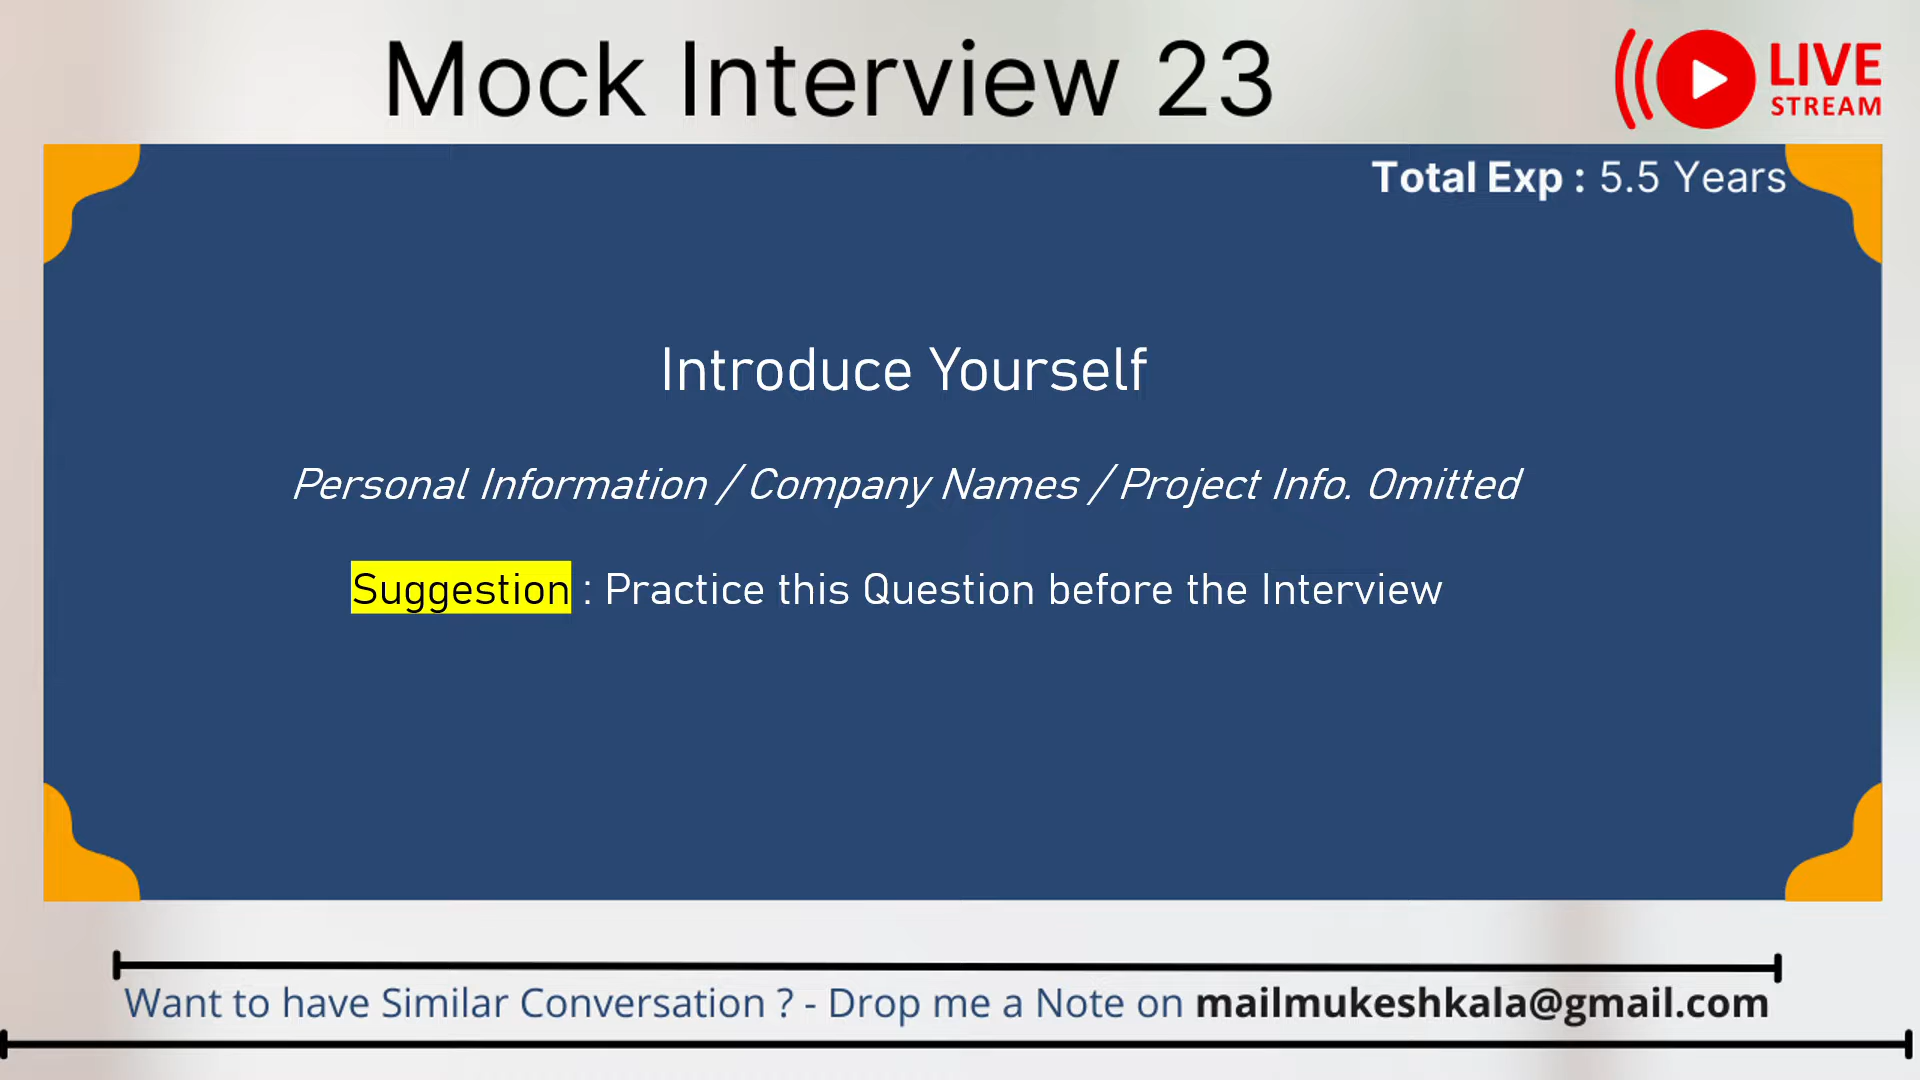 Mock Interview 23
LIVE
STREAM
Total Exp : 5.5 Years
Introduce Yourself
Personal Information / Company Names / Project Info. Omitted
Suggestion : Practice this Question before the Interview
Want to have Similar Conversation ? - Drop me a Note on mailmukeshkala@gmail.com